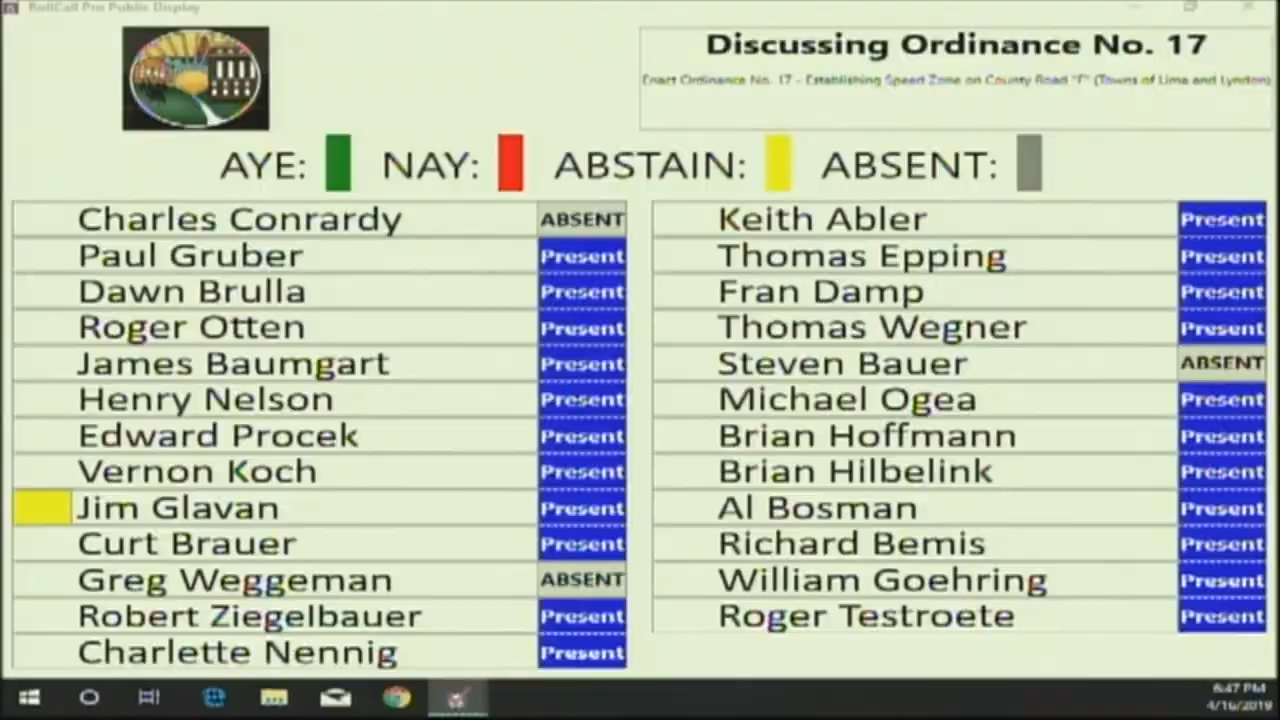 RollCall Pro Public Display
Discussing Ordinance No. 17
Enact Ordinance No. 17 - Establishing Speed Zone on County Road "F" (Towns of Lima and Lyndon)
AYE: NAY: ABSTAIN: ABSENT:
Charles Conrardy ABSENT
Paul Gruber Present
Dawn Brulla Present
Roger Otten Present
James Baumgart Present
Henry Nelson Present
Edward Procek Present
Vernon Koch Present
Jim Glavan Present
Curt Brauer Present
Greg Weggeman ABSENT
Robert Ziegelbauer Present
Charlette Nennig Present
Keith Abler Present
Thomas Epping Present
Fran Damp Present
Thomas Wegner Present
Steven Bauer ABSENT
Michael Ogea Present
Brian Hoffmann Present
Brian Hilbelink Present
Al Bosman Present
Richard Bemis Present
William Goehring Present
Roger Testroete Present
6:47 PM
4/16/2019